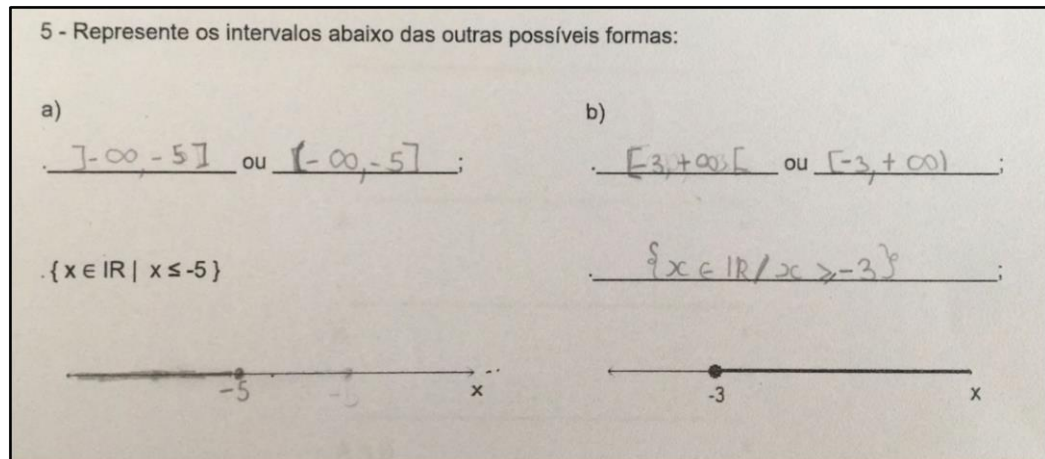 5 - Represente os intervalos abaixo das outras possíveis formas:
a)
. ]-∞, -5] ou (-∞, -5] ;
. { x ∈ IR | x ≤ -5 }
-5
x
b)
. [-3, +∞[ ou [-3, +∞) ;
. {x ∈ IR / x ≥ -3} ;
-3
x